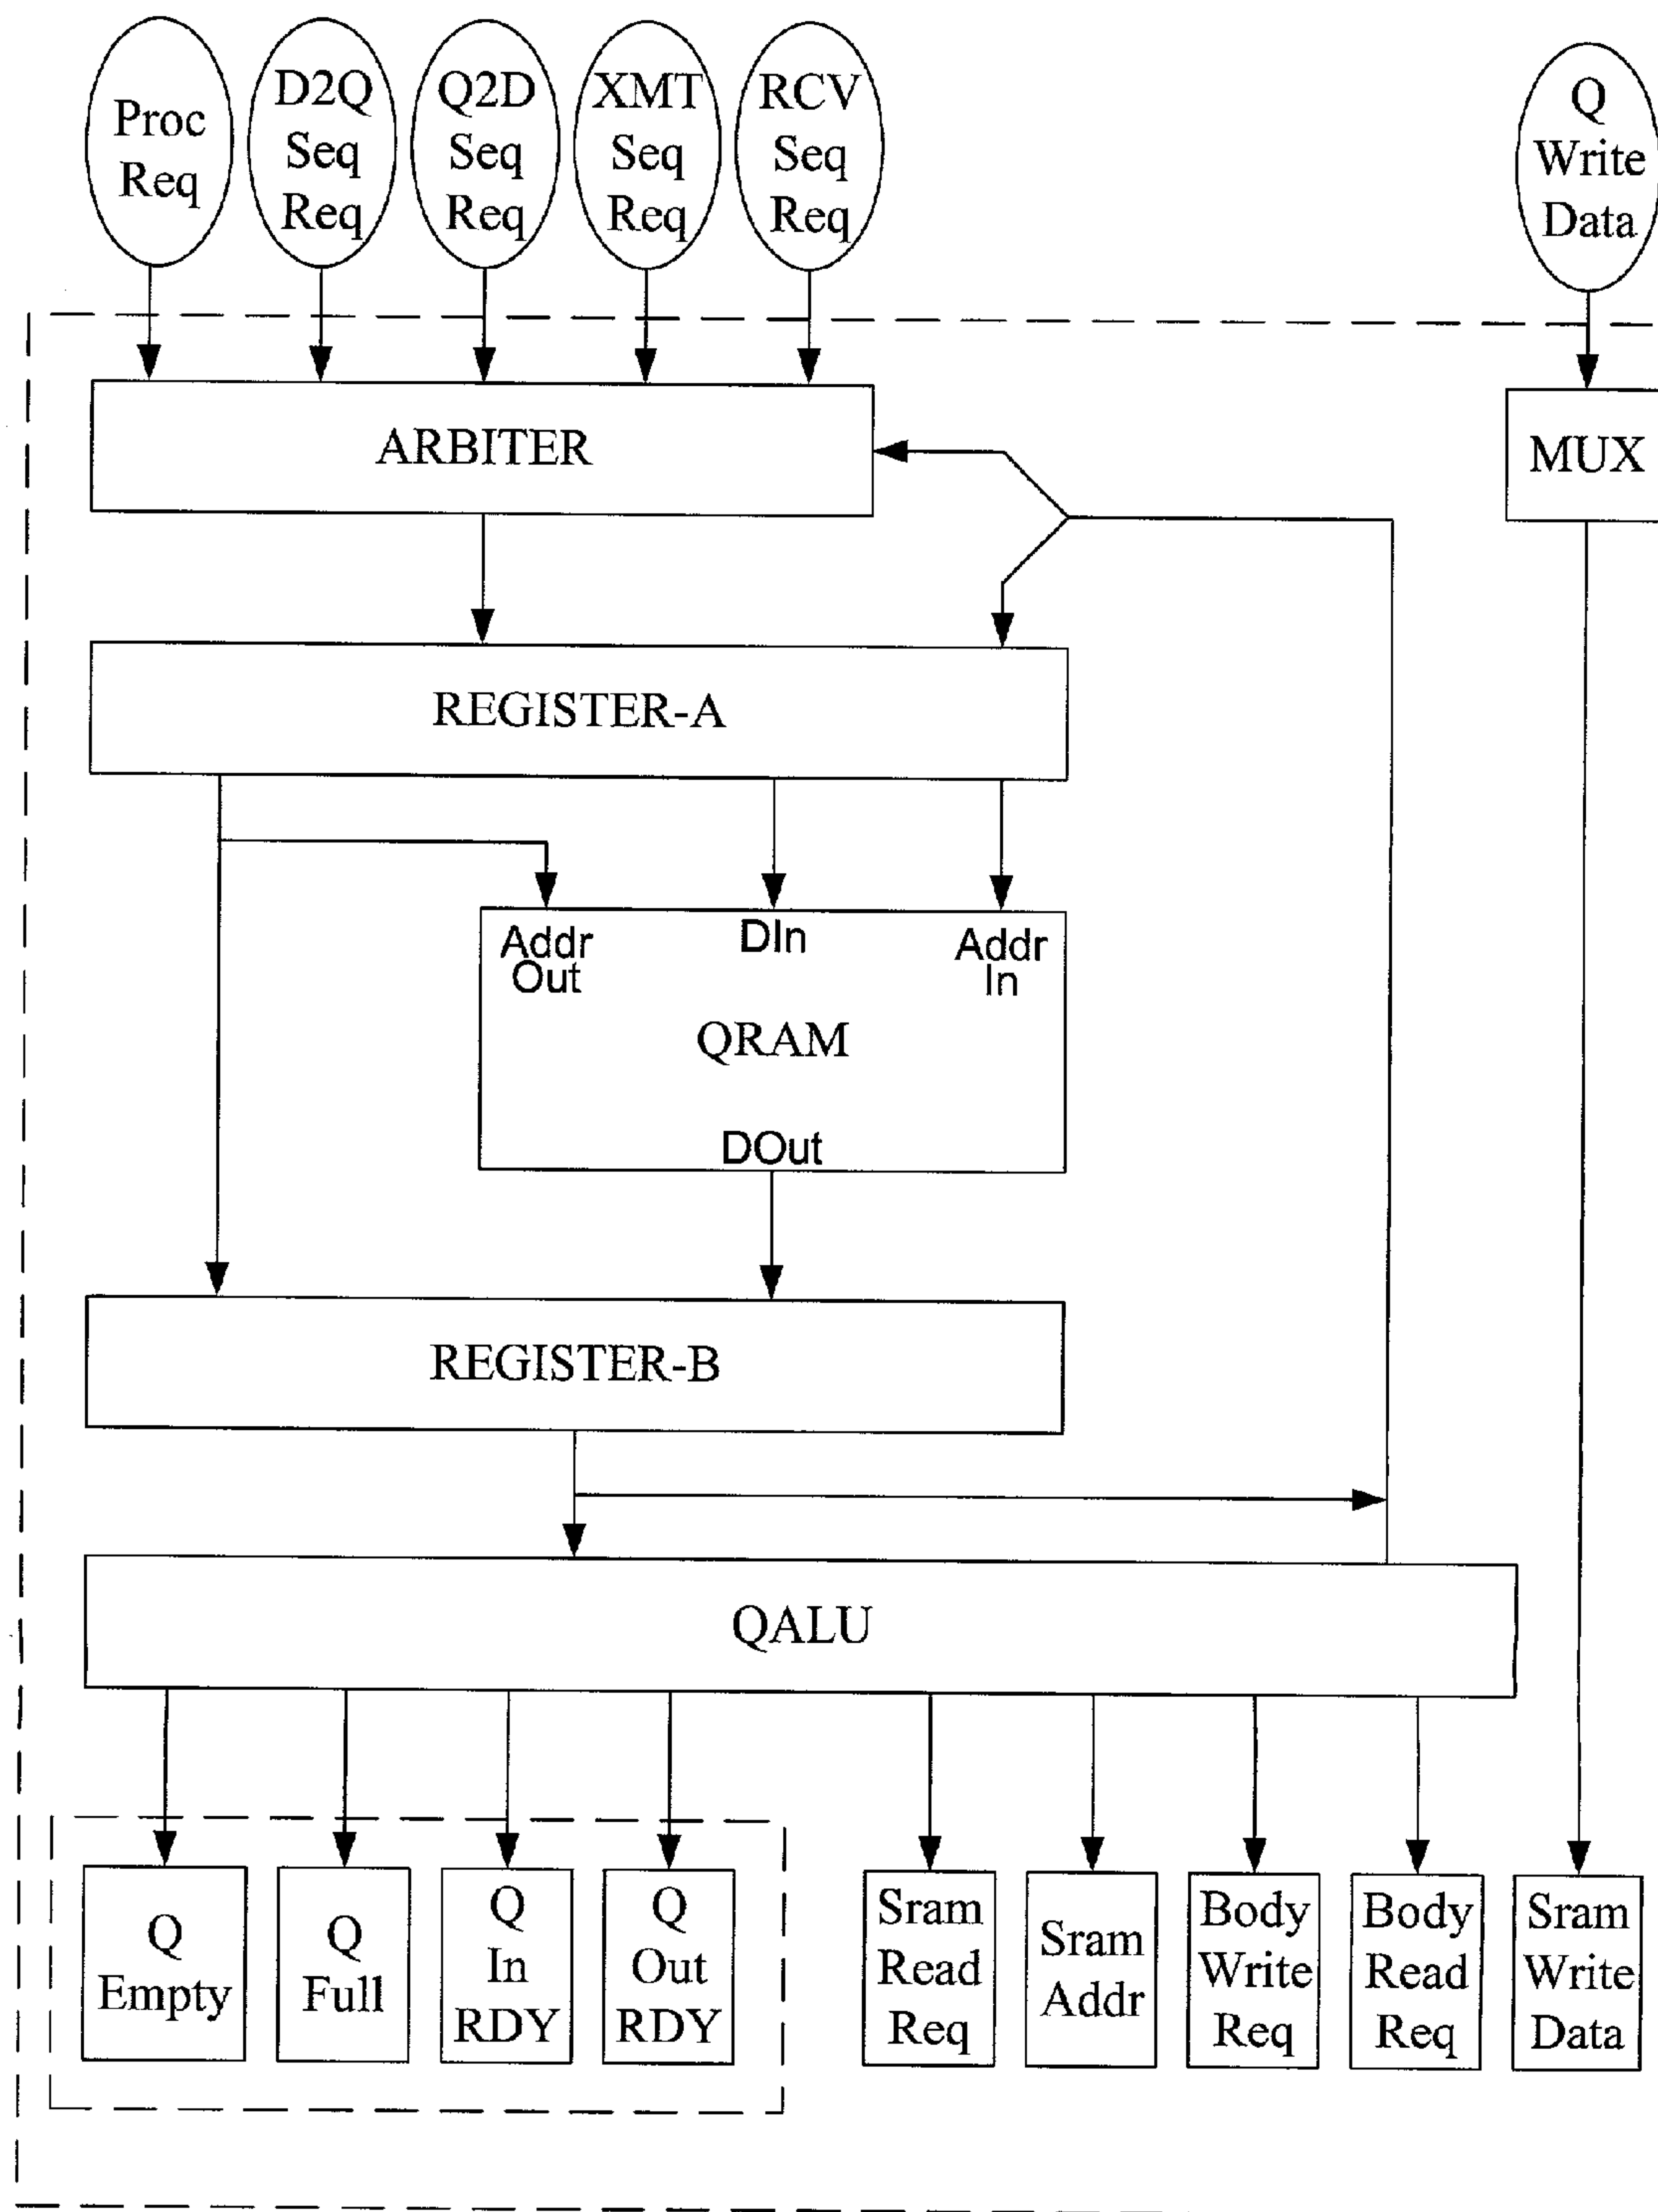 Proc
Req
D2Q
Seq
Req
Q2D
Seq
Req
XMT
Seq
Req
RCV
Seq
Req
Q
Write
Data
ARBITER
MUX
REGISTER-A
Addr
Out
DIn
Addr
In
QRAM
DOut
REGISTER-B
QALU
Q
Empty
Q
Full
Q
In
RDY
Q
Out
RDY
Sram
Read
Req
Sram
Addr
Body
Write
Req
Body
Read
Req
Sram
Write
Data